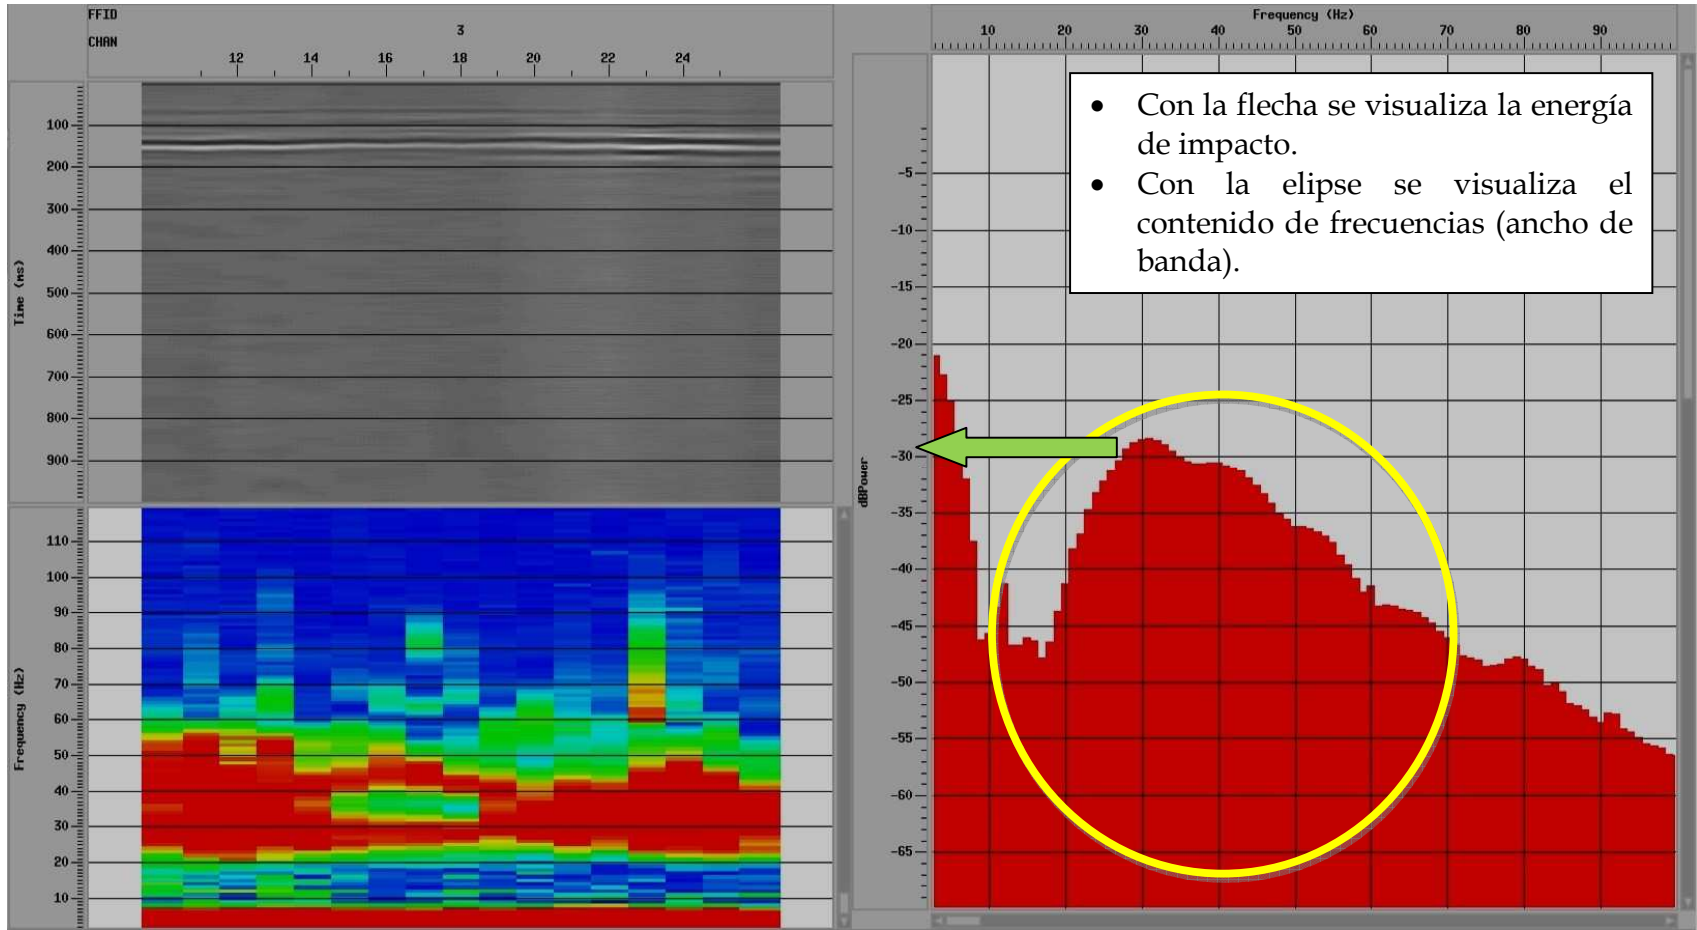 FFID
3
CHAN
12 14 16 18 20 22 24
100
200
300
400
500
600
700
800
900
Time (ms)
110
100
90
80
70
60
50
40
30
20
10
Frequency (Hz)
Frequency (Hz)
10 20 30 40 50 60 70 80 90
• Con la flecha se visualiza la energía
de impacto.
• Con la elipse se visualiza el
contenido de frecuencias (ancho de
banda).
-5
-10
-15
-20
-25
-30
-35
-40
-45
-50
-55
-60
-65
dBPower